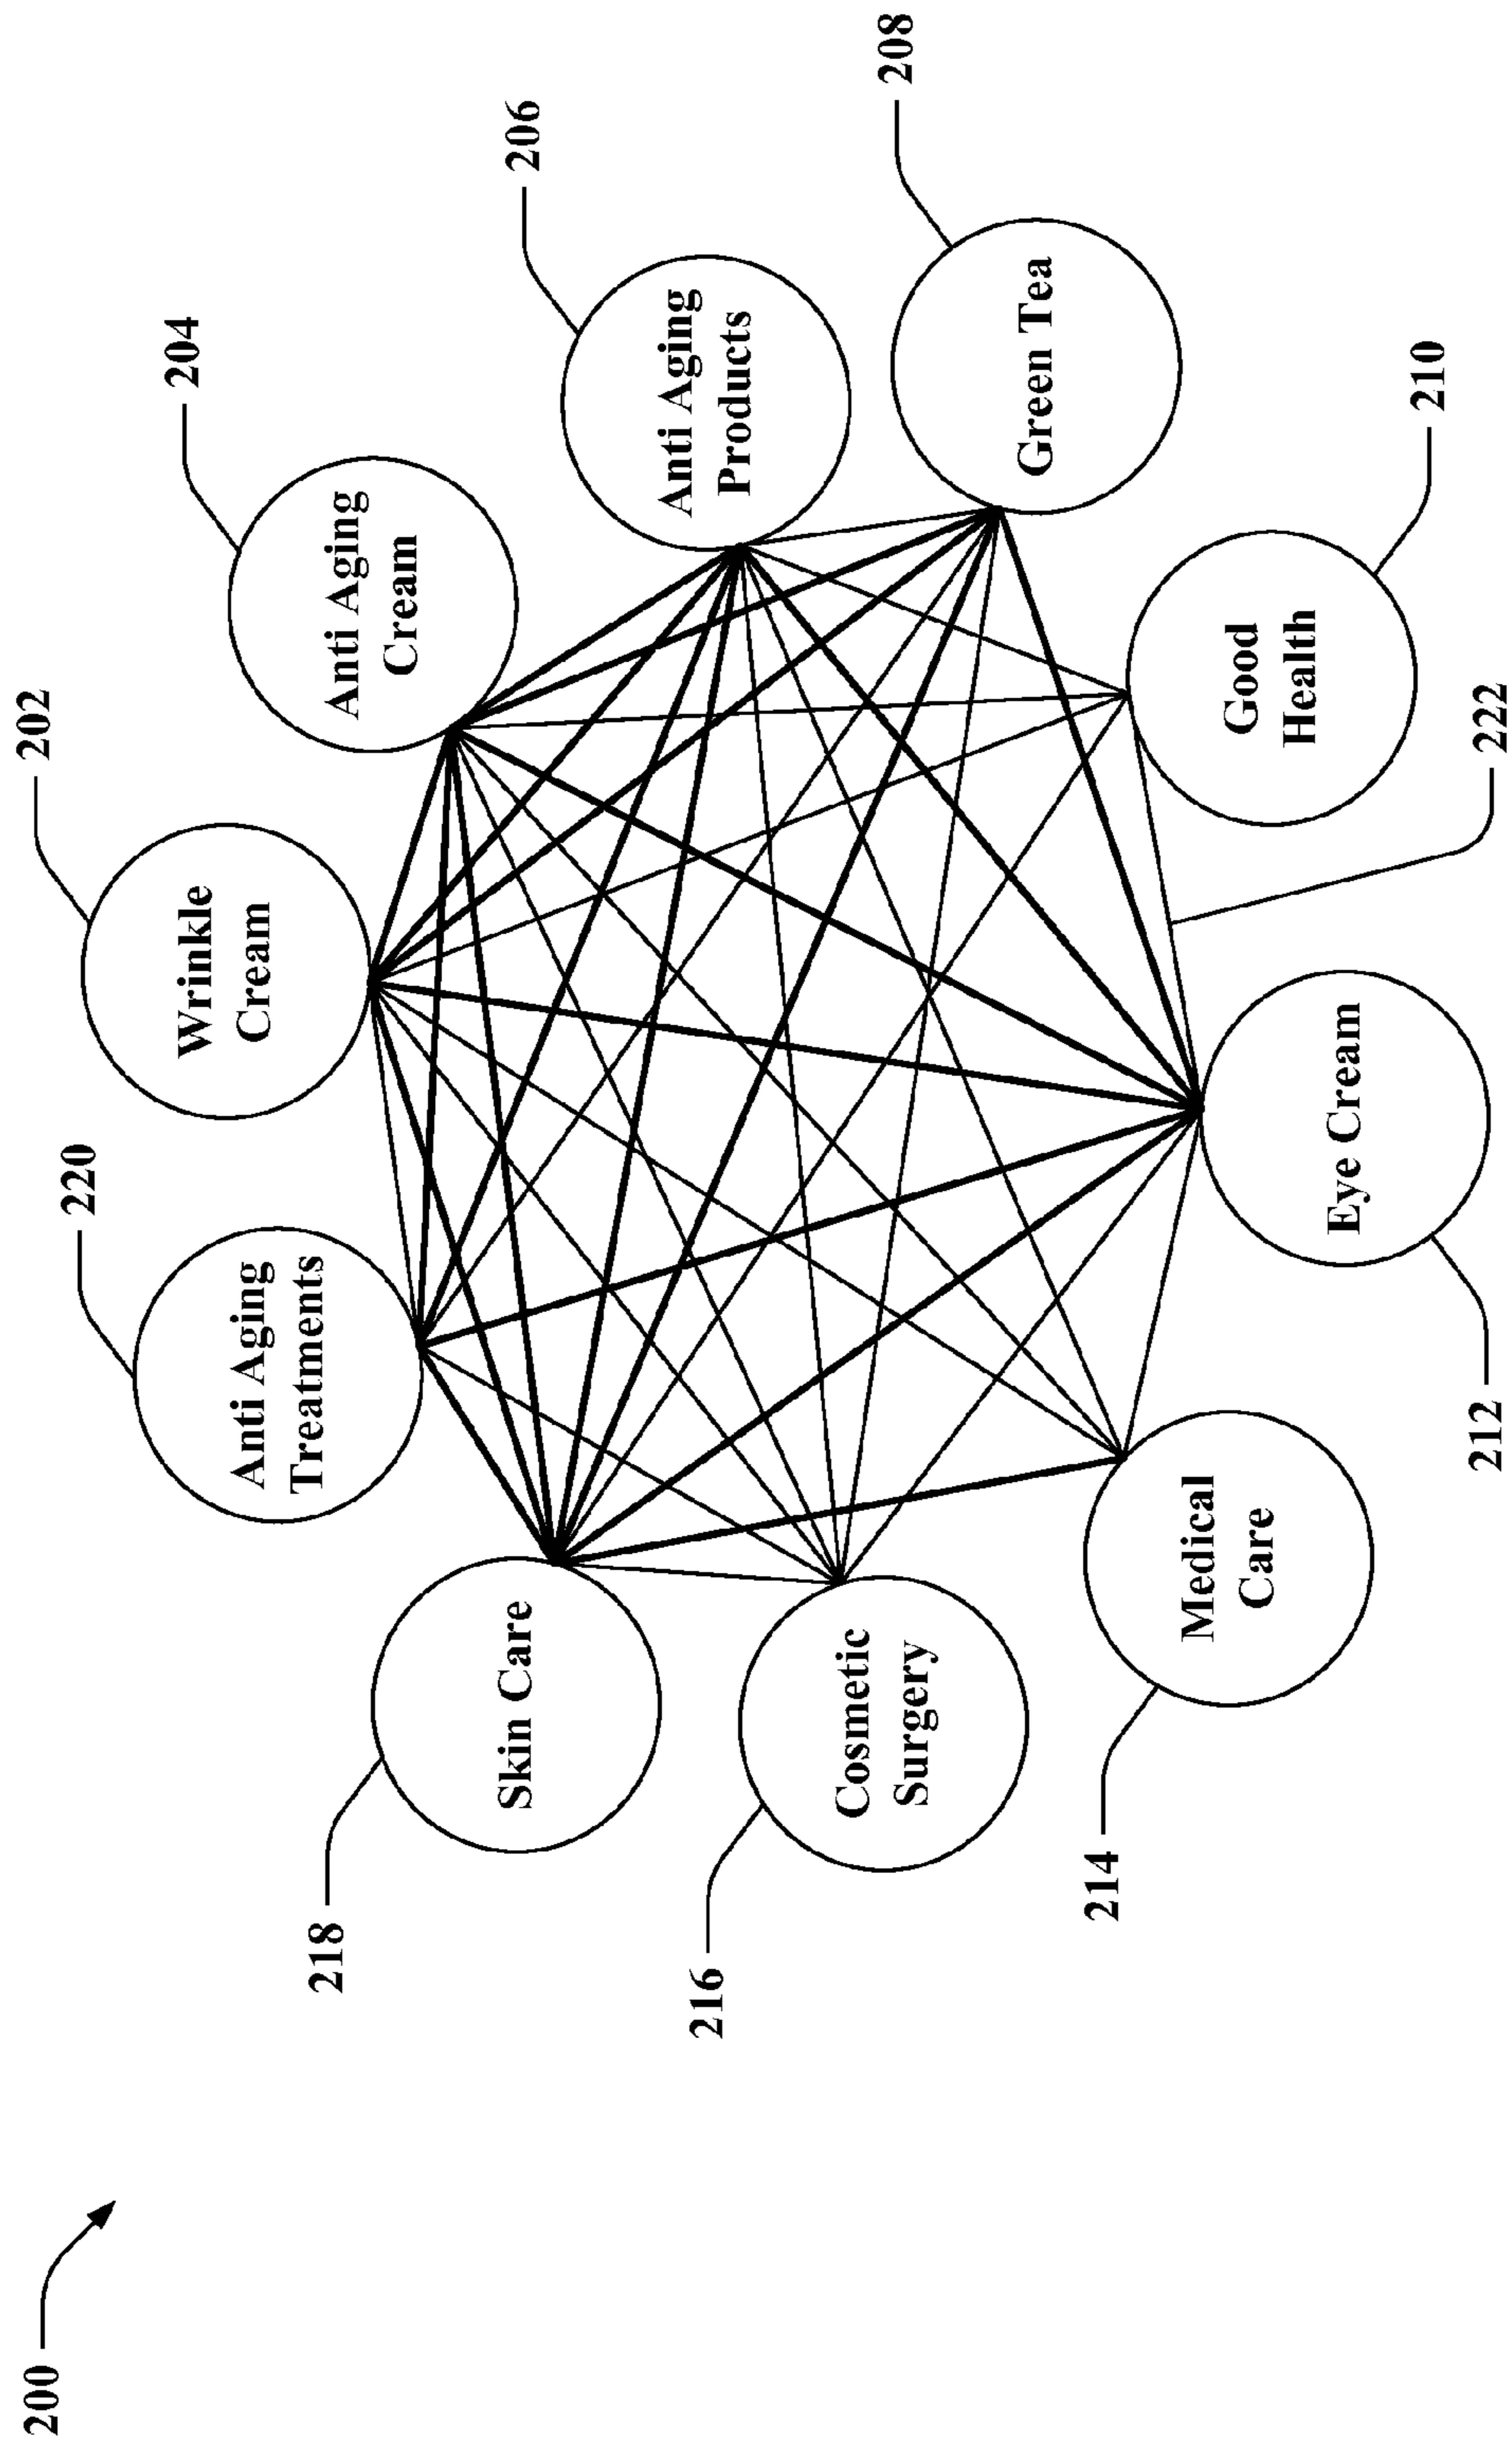 200
202
Wrinkle
Cream
204
Anti Aging
Cream
206
Anti Aging
Products
208
Green Tea
210
Good
Health
222
212
Eye Cream
214
Medical
Care
216
Cosmetic
Surgery
218
Skin Care
220
Anti Aging
Treatments